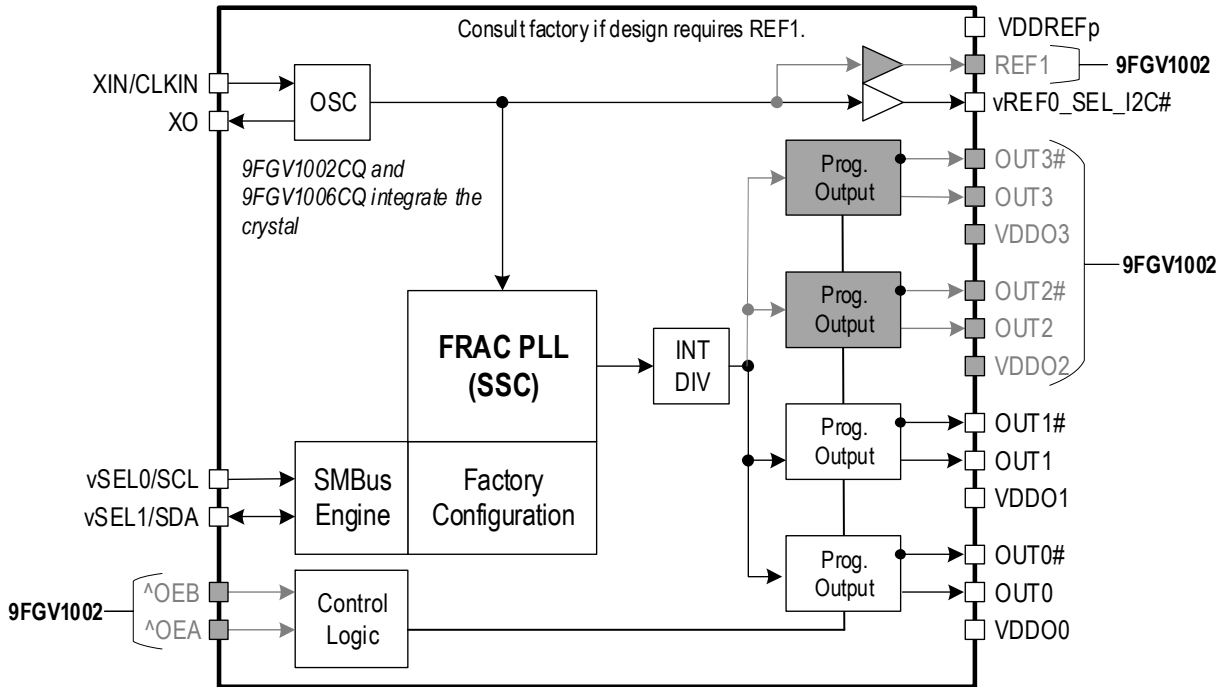 Consult factory if design requires REF1.
VDDREFp
REF1
9FGV1002
vREF0_SEL_I2C#
XIN/CLKIN
XO
OSC
9FGV1002CQ and
9FGV1006CQ integrate the
crystal
Prog.
Output
OUT3#
OUT3
VDDO3
9FGV1002
Prog.
Output
OUT2#
OUT2
VDDO2
FRAC PLL
(SSC)
INT
DIV
Prog.
Output
OUT1#
OUT1
VDDO1
vSEL0/SCL
vSEL1/SDA
SMBus
Engine
Factory
Configuration
Prog.
Output
OUT0#
OUT0
VDDO0
9FGV1002
^OEB
^OEA
Control
Logic